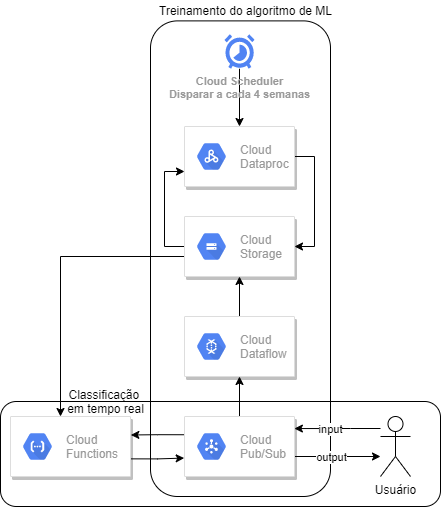 Treinamento do algoritmo de ML
Cloud Scheduler
Disparar a cada 4 semanas
Cloud
Dataproc
Cloud
Storage
Cloud
Dataflow
Classificação
em tempo real
Cloud
Functions
Cloud
Pub/Sub
input
output
Usuário